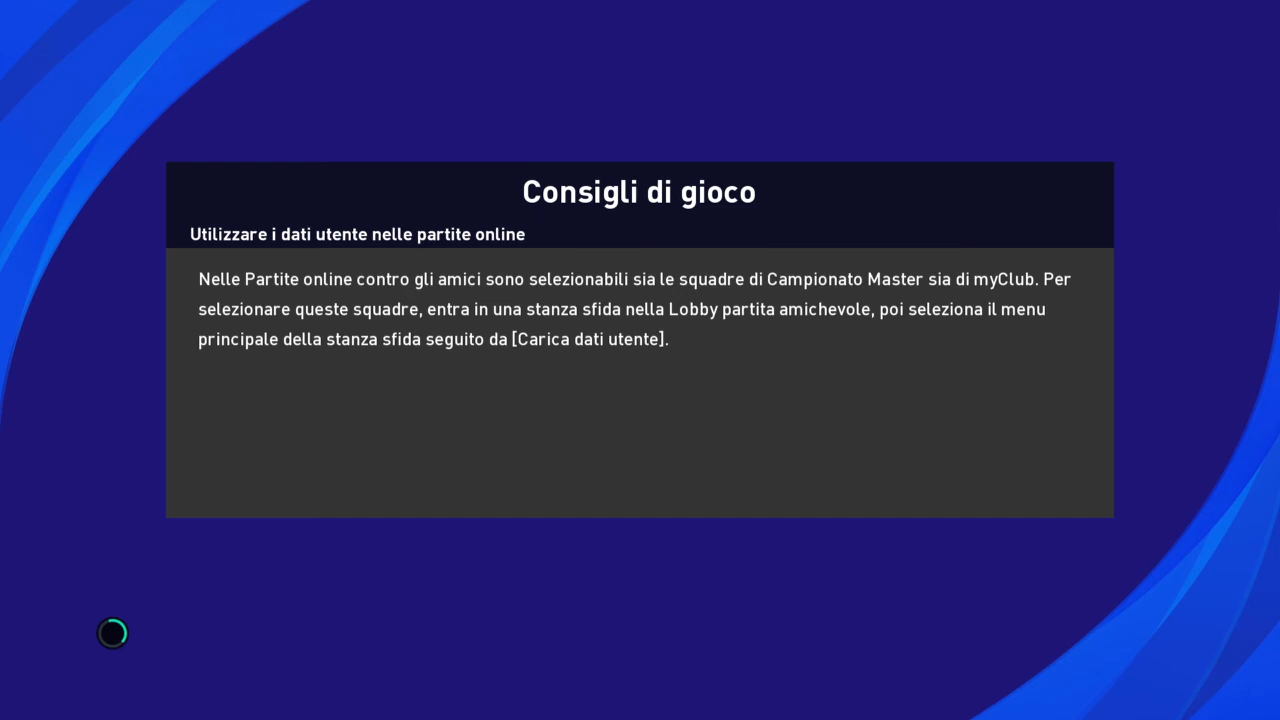 Consigli di gioco
Utilizzare i dati utente nelle partite online
Nelle Partite online contro gli amici sono selezionabili sia le squadre di Campionato Master sia di myClub. Per
selezionare queste squadre, entra in una stanza sfida nella Lobby partita amichevole, poi seleziona il menu
principale della stanza sfida seguito da [Carica dati utente].